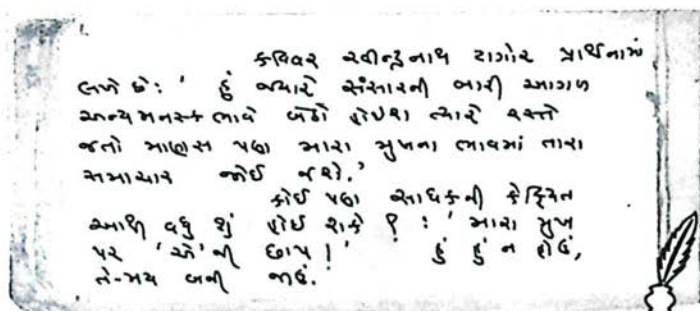 કવિવર રવીન્દ્રનાથ ટાગોર પ્રાર્થનામાં
લખે છે: ' હું જ્યારે સંસારની બારી આગળ
અન્યમનસ્ક ભાવે બેઠો હોઈશ ત્યારે રસ્તે
જતો માણસ પણ મારા મુખના ભાવમાં તારા
સમાચાર જોઈ જશે.'
કોઈ પણ સાધકની કેફિયત
આથી વધુ શું હોઈ શકે ? : ' મારા મુખ
પર 'એ'ની છાપ ! ' હું હું ન હોઉં,
તે-મય બની જાઉં.